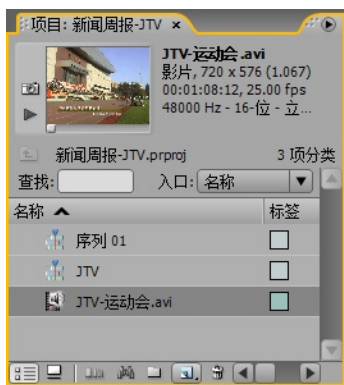 项目: 新闻周报-JTV ×
JTV-运动会.avi
影片, 720 x 576 (1.067)
00:01:08:12, 25.00 fps
48000 Hz - 16-位 - 立...
新闻周报-JTV.prproj 3 项分类
查找: 入口: 名称
名称 标签
序列 01
JTV
JTV-运动会.avi